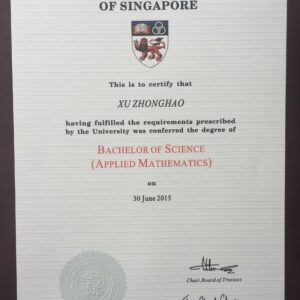 OF SINGAPORE
This is to certify that
XU ZHONGHAO
having fulfilled the requirements prescribed
by the University was conferred the degree of
BACHELOR OF SCIENCE
(APPLIED MATHEMATICS)
on
30 June 2015
Chair, Board of Trustees